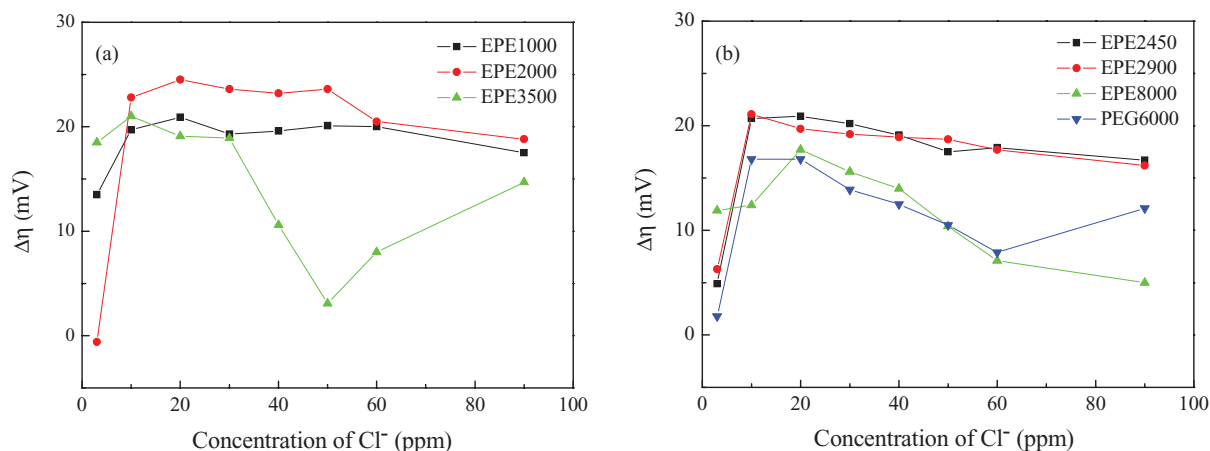 (a)
EPE1000
EPE2000
EPE3500
30
20
10
0
Δη (mV)
0 20 40 60 80 100
Concentration of Cl⁻ (ppm)
(b)
EPE2450
EPE2900
EPE8000
PEG6000
30
20
10
0
Δη (mV)
0 20 40 60 80 100
Concentration of Cl⁻ (ppm)